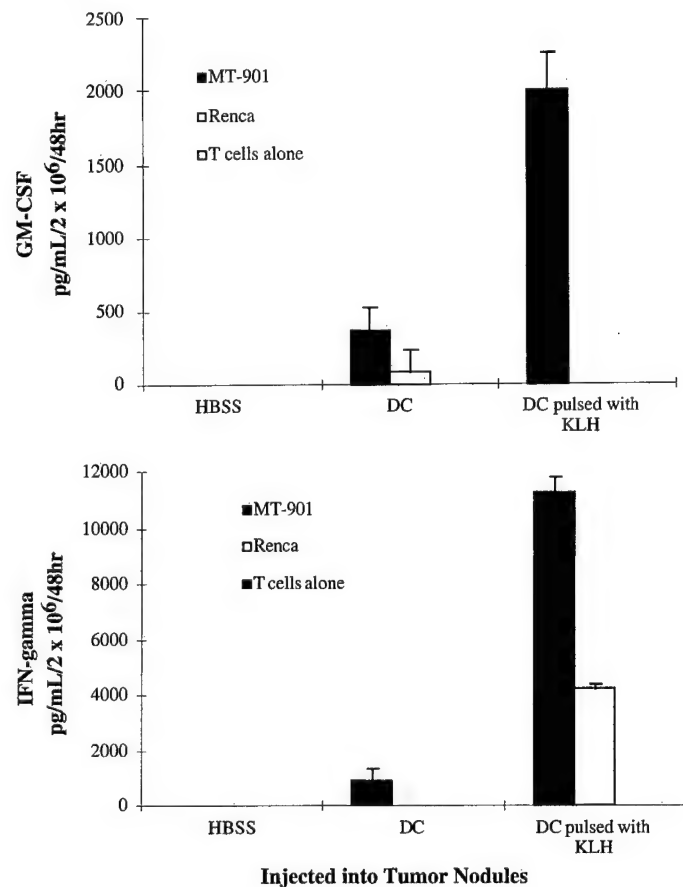 GM-CSF
pg/mL/2 x 10⁶/48hr
2500
2000
1500
1000
500
0
■MT-901
□Renca
□T cells alone
HBSS
DC
DC pulsed with
KLH
IFN-gamma
pg/mL/2 x 10⁶/48hr
12000
10000
8000
6000
4000
2000
0
■MT-901
□Renca
■T cells alone
HBSS
DC
DC pulsed with
KLH
Injected into Tumor Nodules